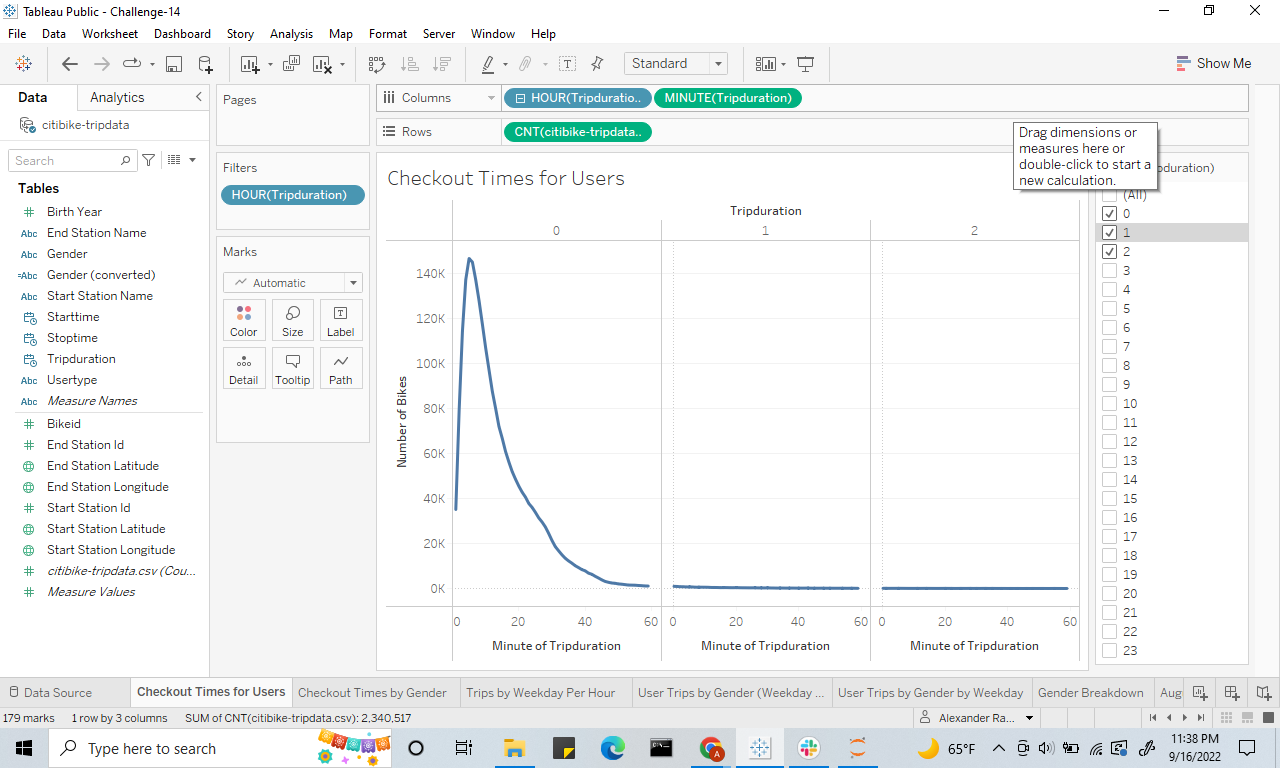 Tableau Public - Challenge-14
File Data Worksheet Dashboard Story Analysis Map Format Server Window Help
Standard
Show Me
Data Analytics
citibike-tripdata
Search
Tables
Birth Year
End Station Name
Gender
Gender (converted)
Start Station Name
Starttime
Stoptime
Tripduration
Usertype
Measure Names
Bikeid
End Station Id
End Station Latitude
End Station Longitude
Start Station Id
Start Station Latitude
Start Station Longitude
citibike-tripdata.csv (Cou...
Measure Values
Pages
Filters
HOUR(Tripduration)
Marks
Automatic
Color Size Label
Detail Tooltip Path
Columns HOUR(Tripduratio.. MINUTE(Tripduration)
Rows CNT(citibike-tripdata..
Drag dimensions or
measures here or
double-click to start a
new calculation.
Checkout Times for Users
Tripduration
0 1 2
Number of Bikes
140K
120K
100K
80K
60K
40K
20K
0K
0 20 40 60 0 20 40 60 0 20 40 60
Minute of Tripduration Minute of Tripduration Minute of Tripduration
(All)
0
1
2
3
4
5
6
7
8
9
10
11
12
13
14
15
16
17
18
19
20
21
22
23
Data Source Checkout Times for Users Checkout Times by Gender Trips by Weekday Per Hour User Trips by Gender (Weekday ... User Trips by Gender by Weekday Gender Breakdown Aug
179 marks 1 row by 3 columns SUM of CNT(citibike-tripdata.csv): 2,340,517 Alexander Ra...
Type here to search
65°F
11:38 PM
9/16/2022